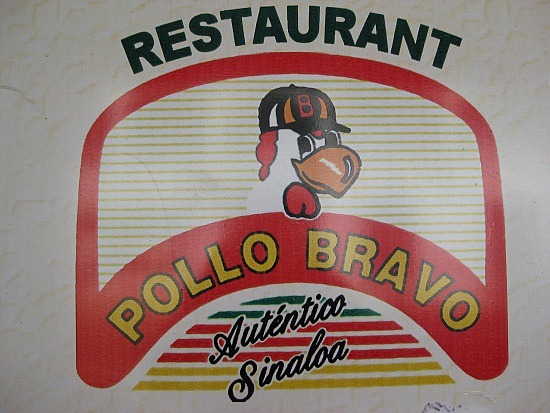 RESTAURANT
B
POLLO BRAVO
Auténtico
Sinaloa